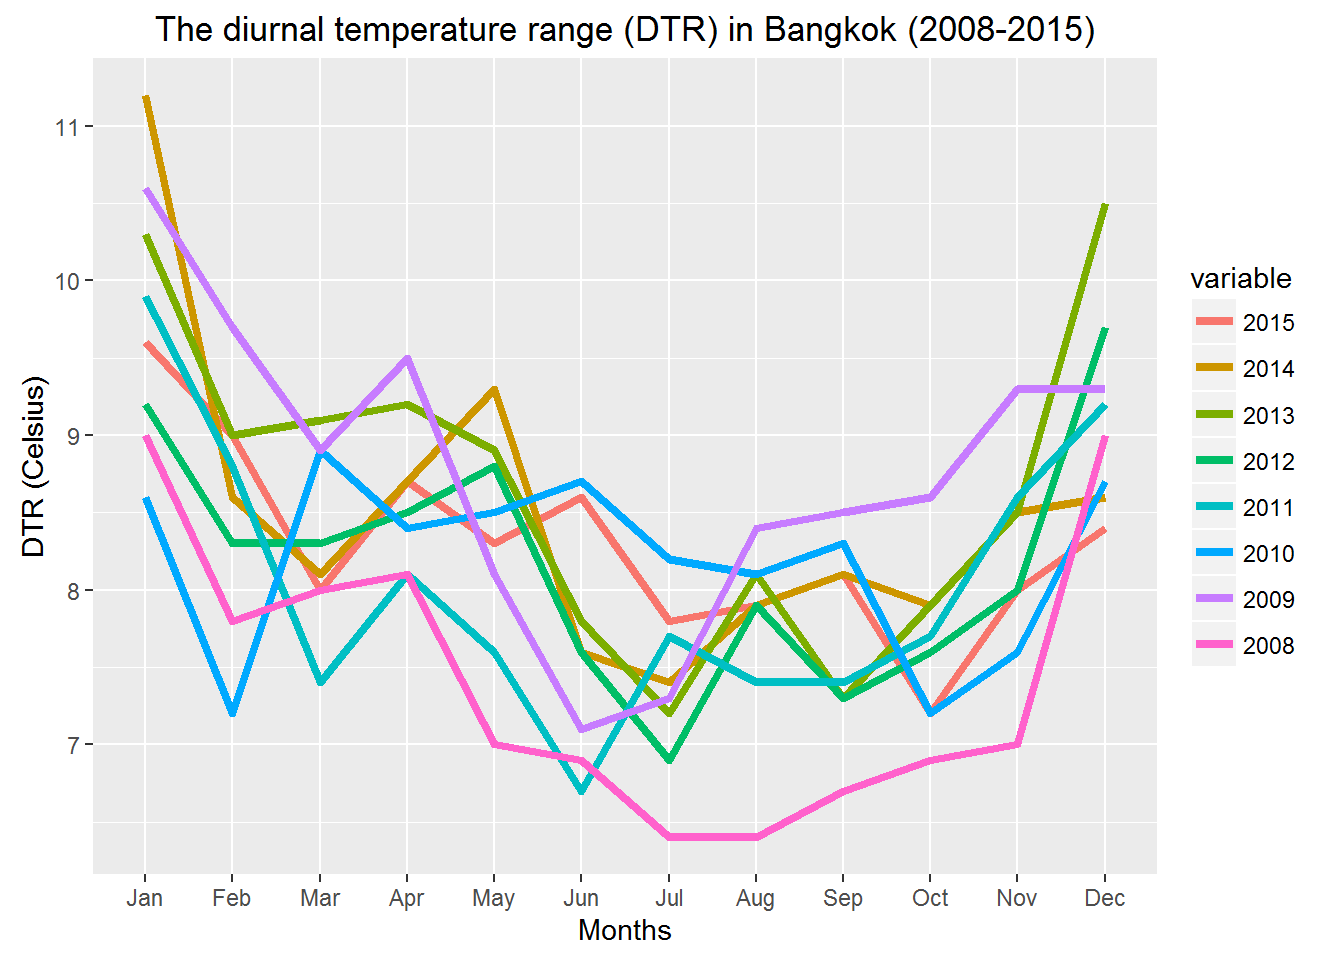 The diurnal temperature range (DTR) in Bangkok (2008-2015)
11
10
9
8
7
DTR (Celsius)
Jan Feb Mar Apr May Jun Jul Aug Sep Oct Nov Dec
Months
variable
2015
2014
2013
2012
2011
2010
2009
2008